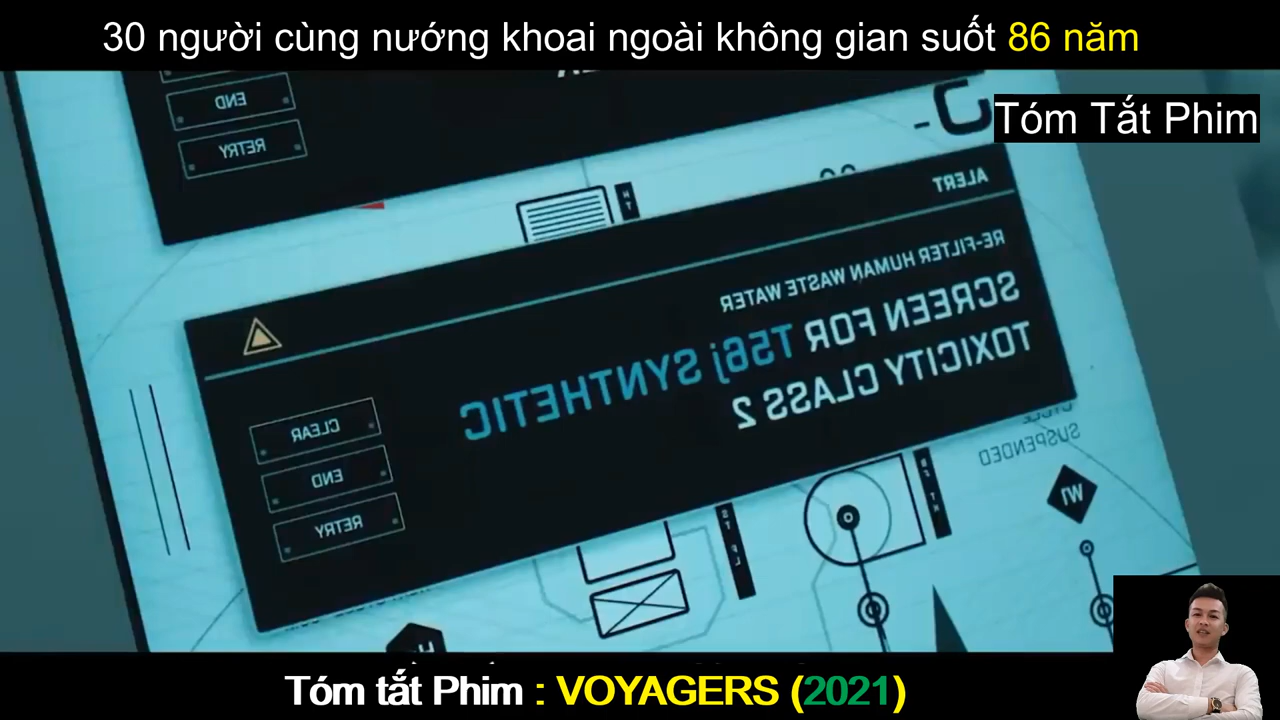 30 người cùng nướng khoai ngoài không gian suốt 86 năm
Tóm Tắt Phim
END
RETRY
ALERT
RE-FILTER HUMAN WASTE WATER
SCREEN FOR T56j SYNTHETIC
TOXICITY CLASS 2
CLEAR
END
RETRY
SUSPENDED
Tóm tắt Phim : VOYAGERS (2021)